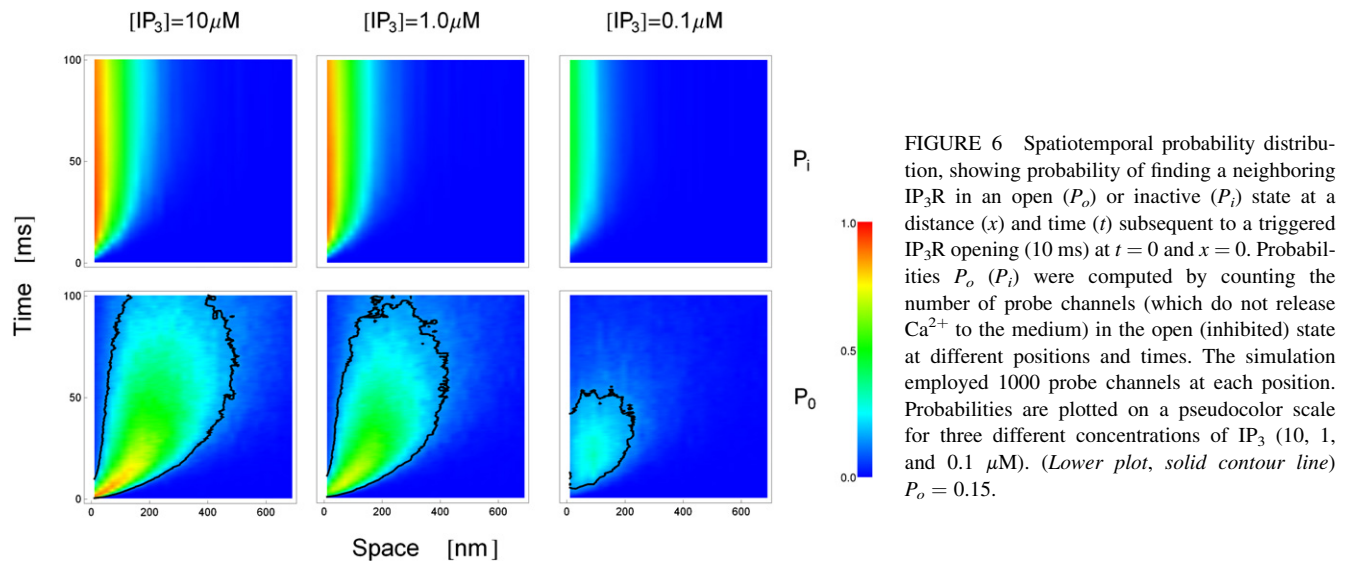 [IP₃]=10μM [IP₃]=1.0μM [IP₃]=0.1μM
100
50
0
Pᵢ
Time [ms]
100
50
0
P₀
0 200 400 600 0 200 400 600 0 200 400 600
Space [nm]
1.0
0.5
0.0
FIGURE 6 Spatiotemporal probability distribu-
tion, showing probability of finding a neighboring
IP₃R in an open (Pₒ) or inactive (Pᵢ) state at a
distance (x) and time (t) subsequent to a triggered
IP₃R opening (10 ms) at t = 0 and x = 0. Probabil-
ities Pₒ (Pᵢ) were computed by counting the
number of probe channels (which do not release
Ca²⁺ to the medium) in the open (inhibited) state
at different positions and times. The simulation
employed 1000 probe channels at each position.
Probabilities are plotted on a pseudocolor scale
for three different concentrations of IP₃ (10, 1,
and 0.1 μM). (Lower plot, solid contour line)
Pₒ = 0.15.